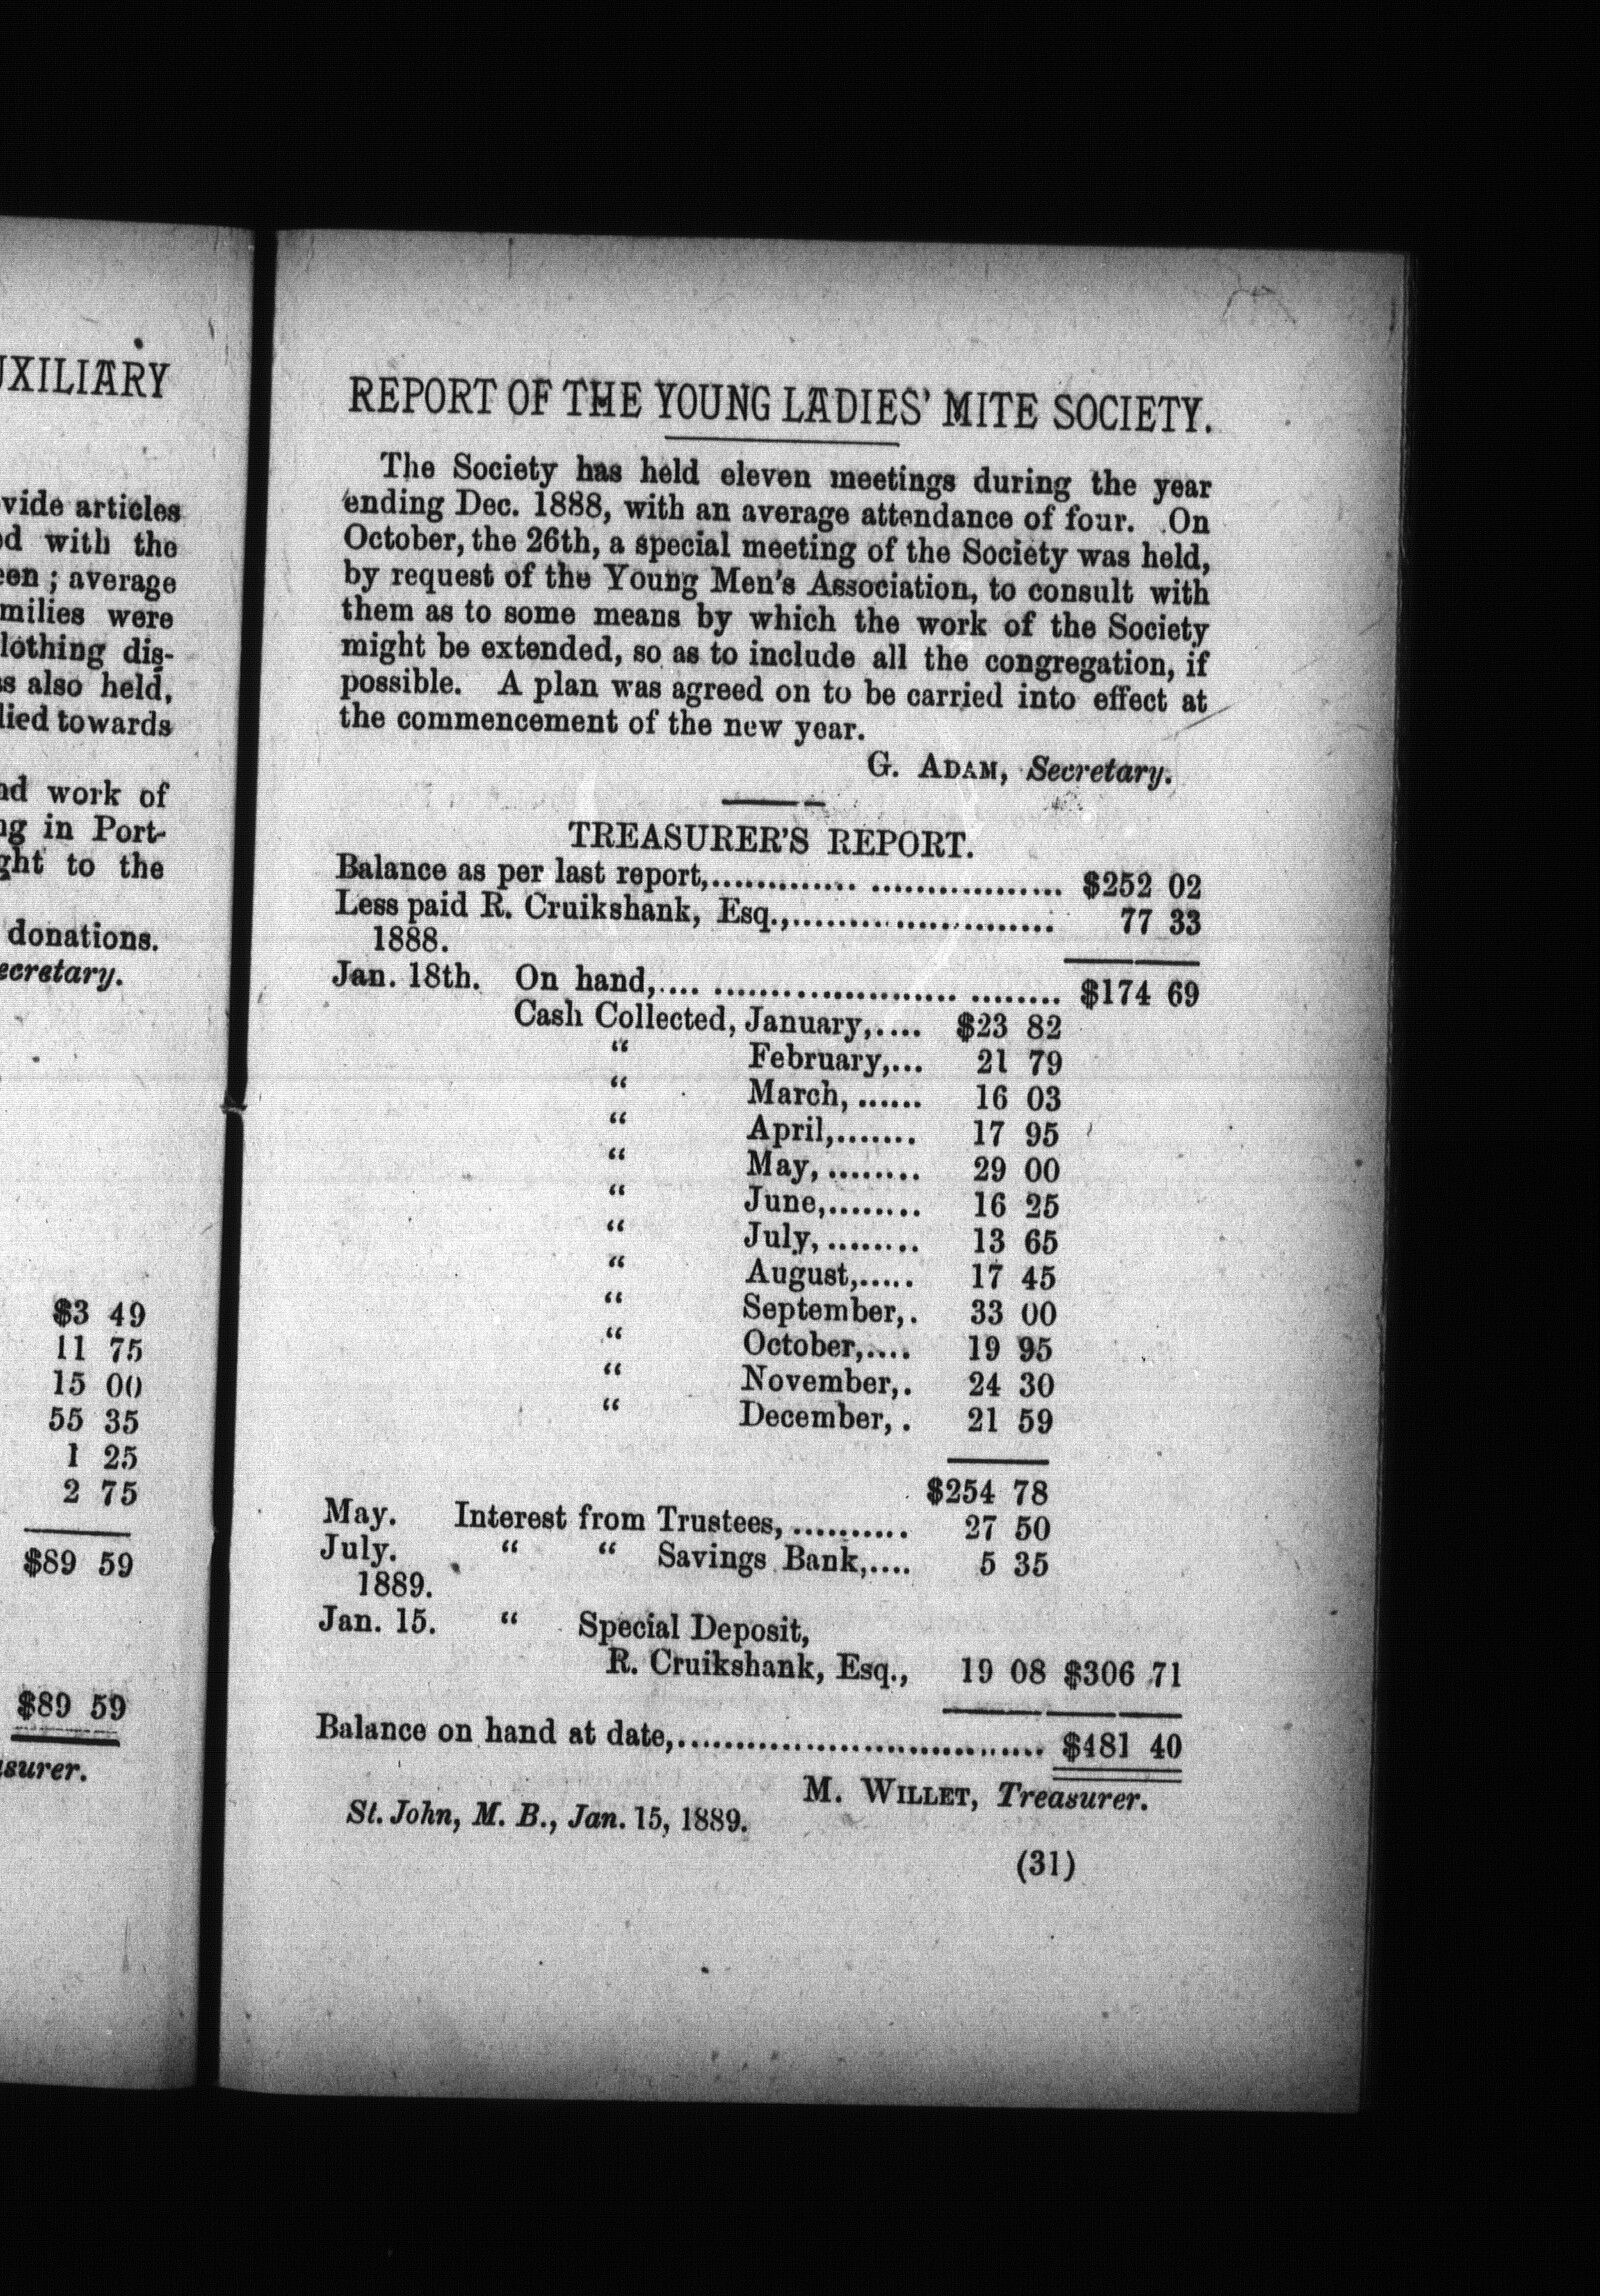 UXILIARY
vide articles
d with the
een ; average
milies were
lothing dis-
s also held,
lied towards
nd work of
ng in Port-
ght to the
donations.
ecretary.
$3 49
11 75
15 00
55 35
1 25
2 75
$89 59
$89 59
surer.
REPORT OF THE YOUNG LADIES' MITE SOCIETY.
The Society has held eleven meetings during the year
ending Dec. 1888, with an average attendance of four. On
October, the 26th, a special meeting of the Society was held,
by request of the Young Men's Association, to consult with
them as to some means by which the work of the Society
might be extended, so as to include all the congregation, if
possible. A plan was agreed on to be carried into effect at
the commencement of the new year.
G. ADAM, Secretary.
TREASURER'S REPORT.
Balance as per last report,.............................. $252 02
Less paid R. Cruikshank, Esq.,....................... 77 33
1888.
Jan. 18th. On hand,.................................. $174 69
Cash Collected, January,..... $23 82
" February,... 21 79
" March, ...... 16 03
" April,....... 17 95
" May, ........ 29 00
" June,........ 16 25
" July, ........ 13 65
" August,..... 17 45
" September,. 33 00
" October,.... 19 95
" November,. 24 30
" December, . 21 59
$254 78
May. Interest from Trustees, .......... 27 50
July. " " Savings Bank,.... 5 35
1889.
Jan. 15. " Special Deposit,
R. Cruikshank, Esq., 19 08 $306 71
Balance on hand at date,................................ $481 40
M. WILLET, Treasurer.
St. John, M. B., Jan. 15, 1889.
(31)